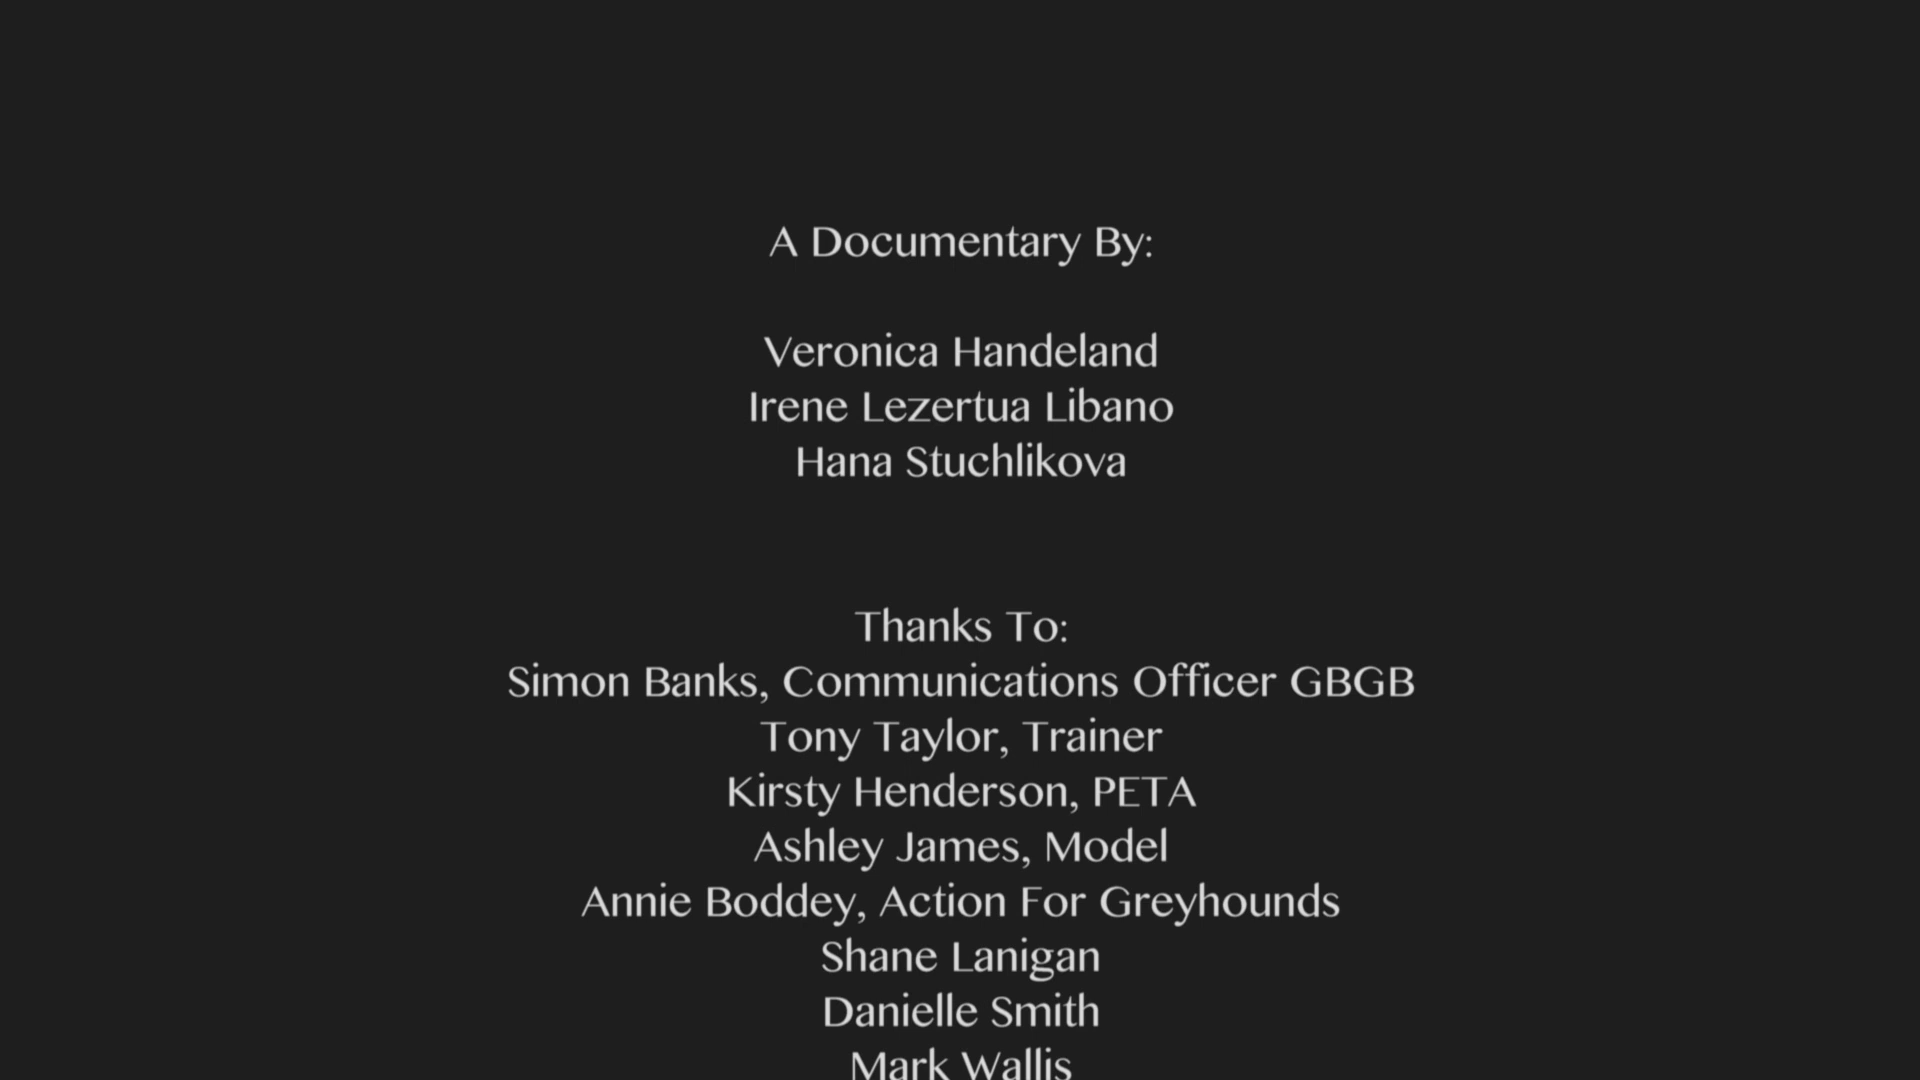 A Documentary By:
Veronica Handeland
Irene Lezertua Libano
Hana Stuchlikova
Thanks To:
Simon Banks, Communications Officer GBGB
Tony Taylor, Trainer
Kirsty Henderson, PETA
Ashley James, Model
Annie Boddey, Action For Greyhounds
Shane Lanigan
Danielle Smith
Mark Wallis